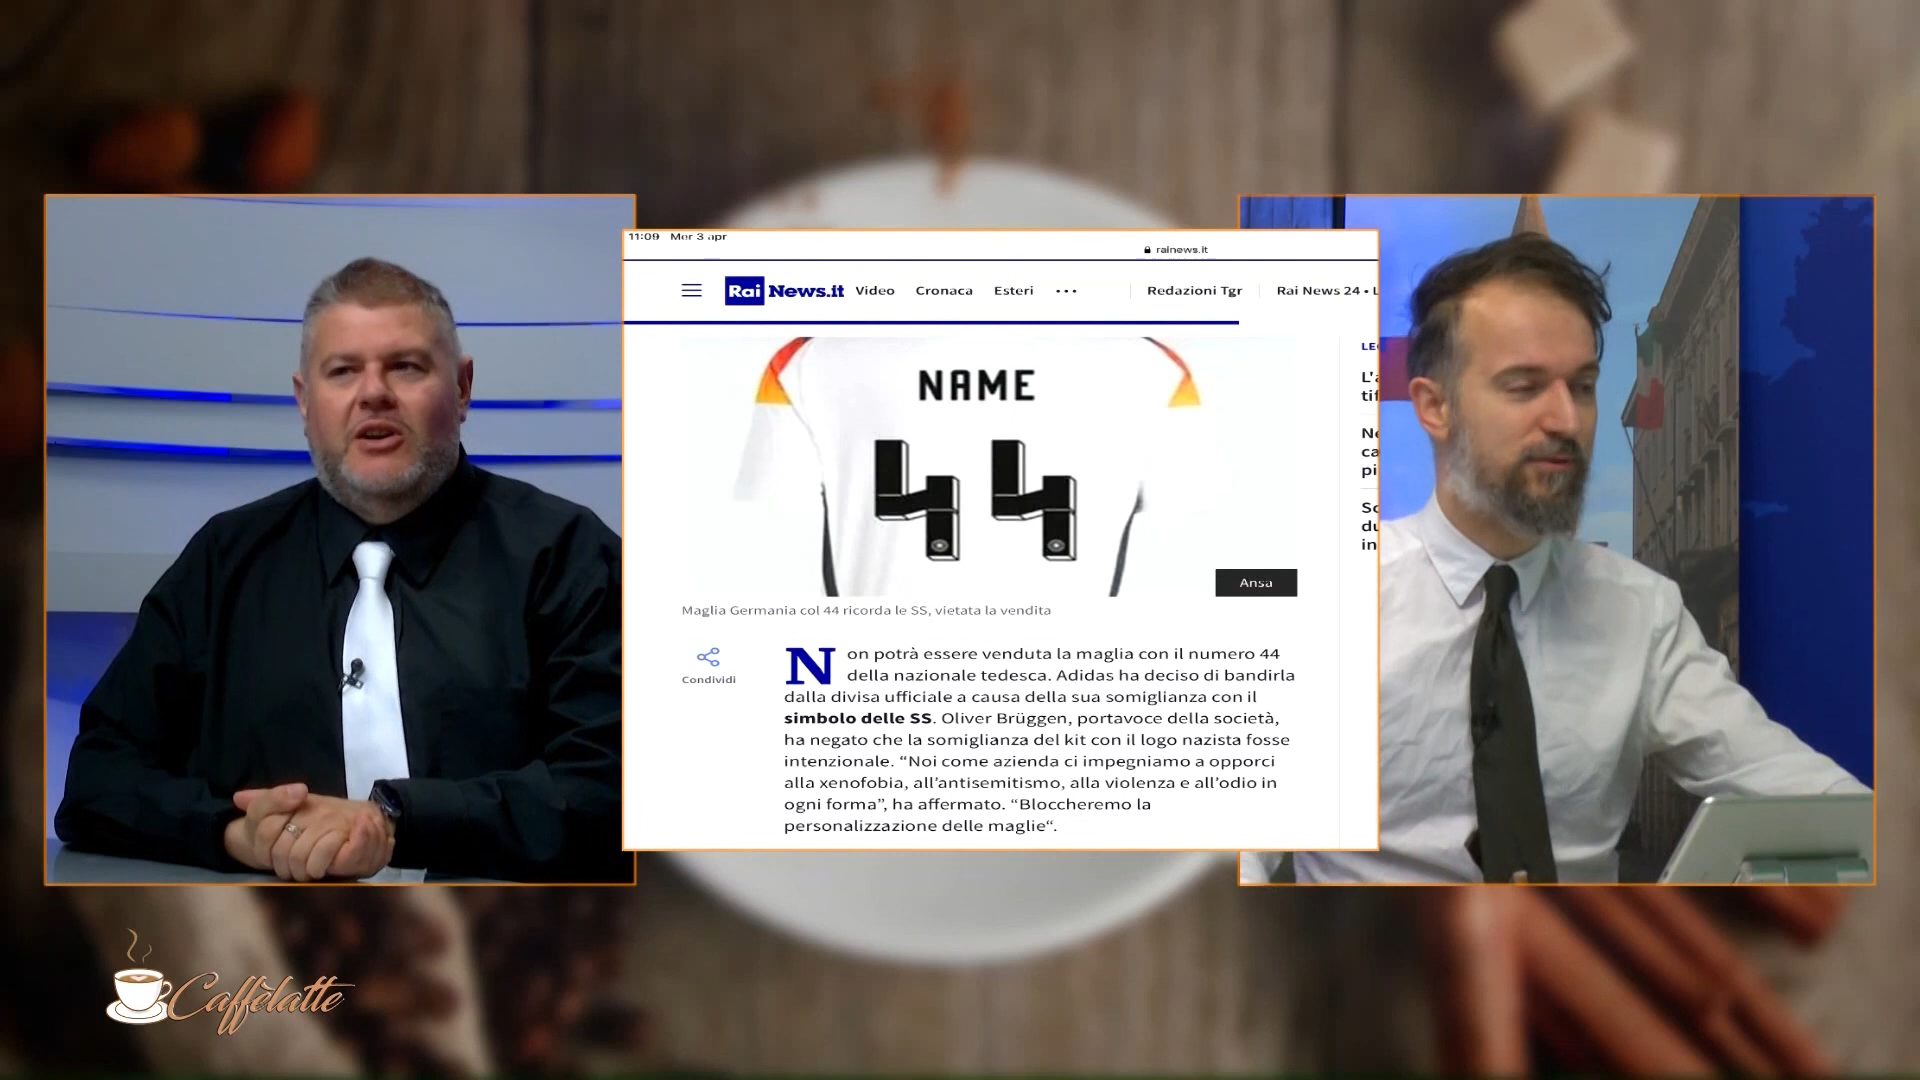 11:09 Mer 3 apr
rainews.it
Rai News.it Video Cronaca Esteri ••• Redazioni Tgr Rai News 24 • L
NAME
44
Ansa
Maglia Germania col 44 ricorda le SS, vietata la vendita
Condividi
Non potrà essere venduta la maglia con il numero 44
della nazionale tedesca. Adidas ha deciso di bandirla
dalla divisa ufficiale a causa della sua somiglianza con il
simbolo delle SS. Oliver Brüggen, portavoce della società,
ha negato che la somiglianza del kit con il logo nazista fosse
intenzionale. “Noi come azienda ci impegniamo a opporci
alla xenofobia, all’antisemitismo, alla violenza e all’odio in
ogni forma”, ha affermato. “Bloccheremo la
personalizzazione delle maglie“.
Caffèlatte